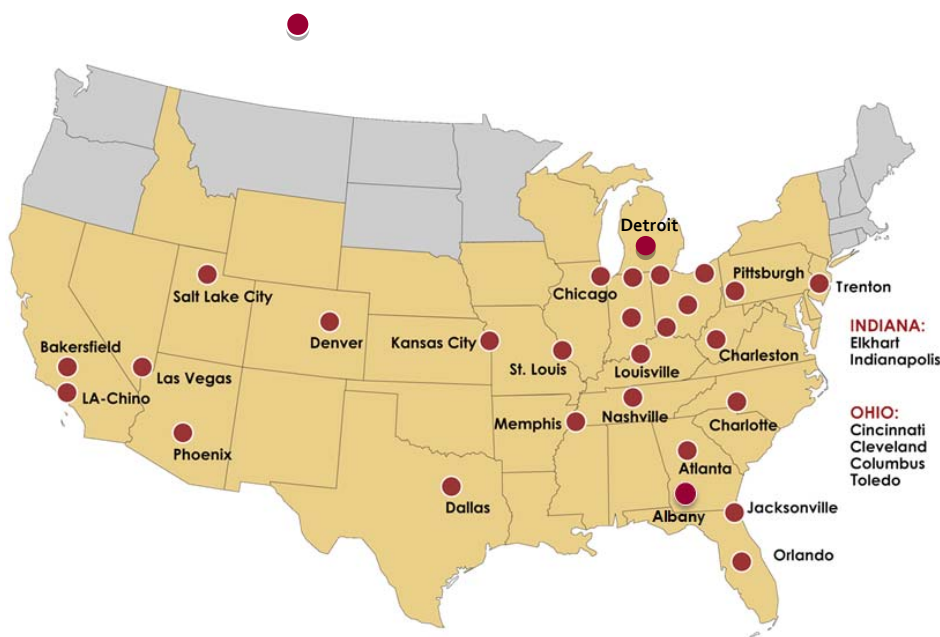 Detroit
Pittsburgh
Chicago
Trenton
Salt Lake City
INDIANA:
Elkhart
Indianapolis
Denver
Kansas City
Bakersfield
St. Louis
Charleston
Louisville
Las Vegas
LA-Chino
OHIO:
Cincinnati
Cleveland
Columbus
Toledo
Nashville
Memphis
Charlotte
Phoenix
Atlanta
Dallas
Albany
Jacksonville
Orlando